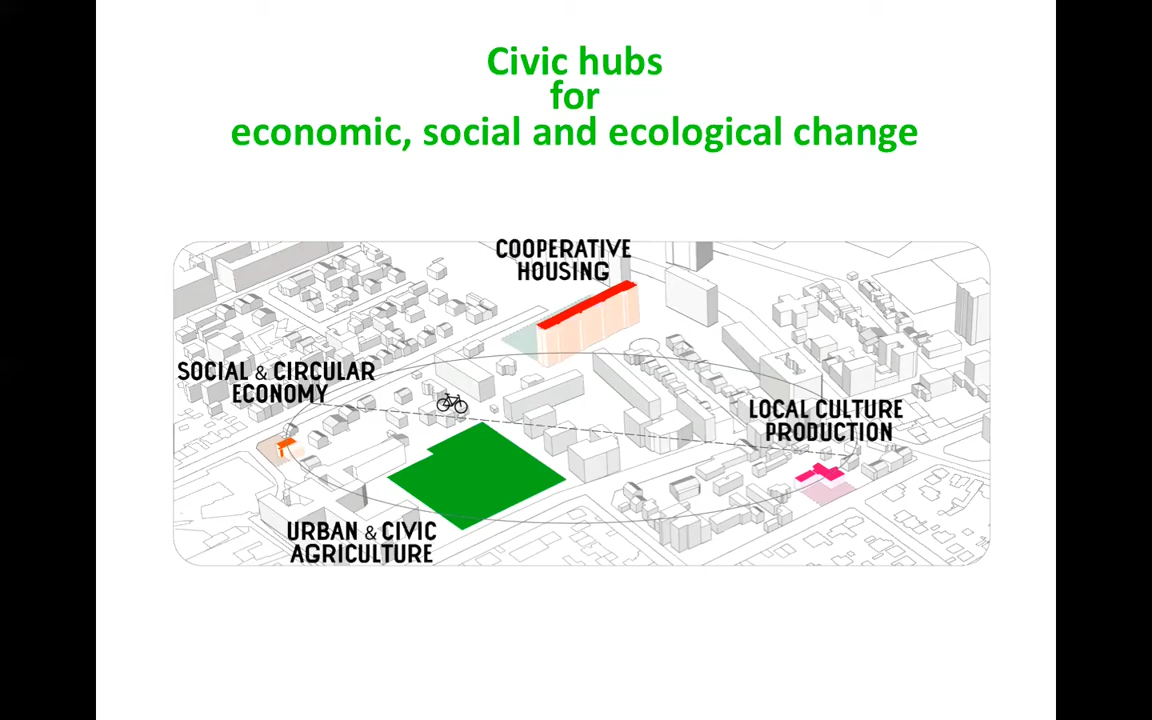 Civic hubs
for
economic, social and ecological change
COOPERATIVE
HOUSING
SOCIAL & CIRCULAR
ECONOMY
LOCAL CULTURE
PRODUCTION
URBAN & CIVIC
AGRICULTURE